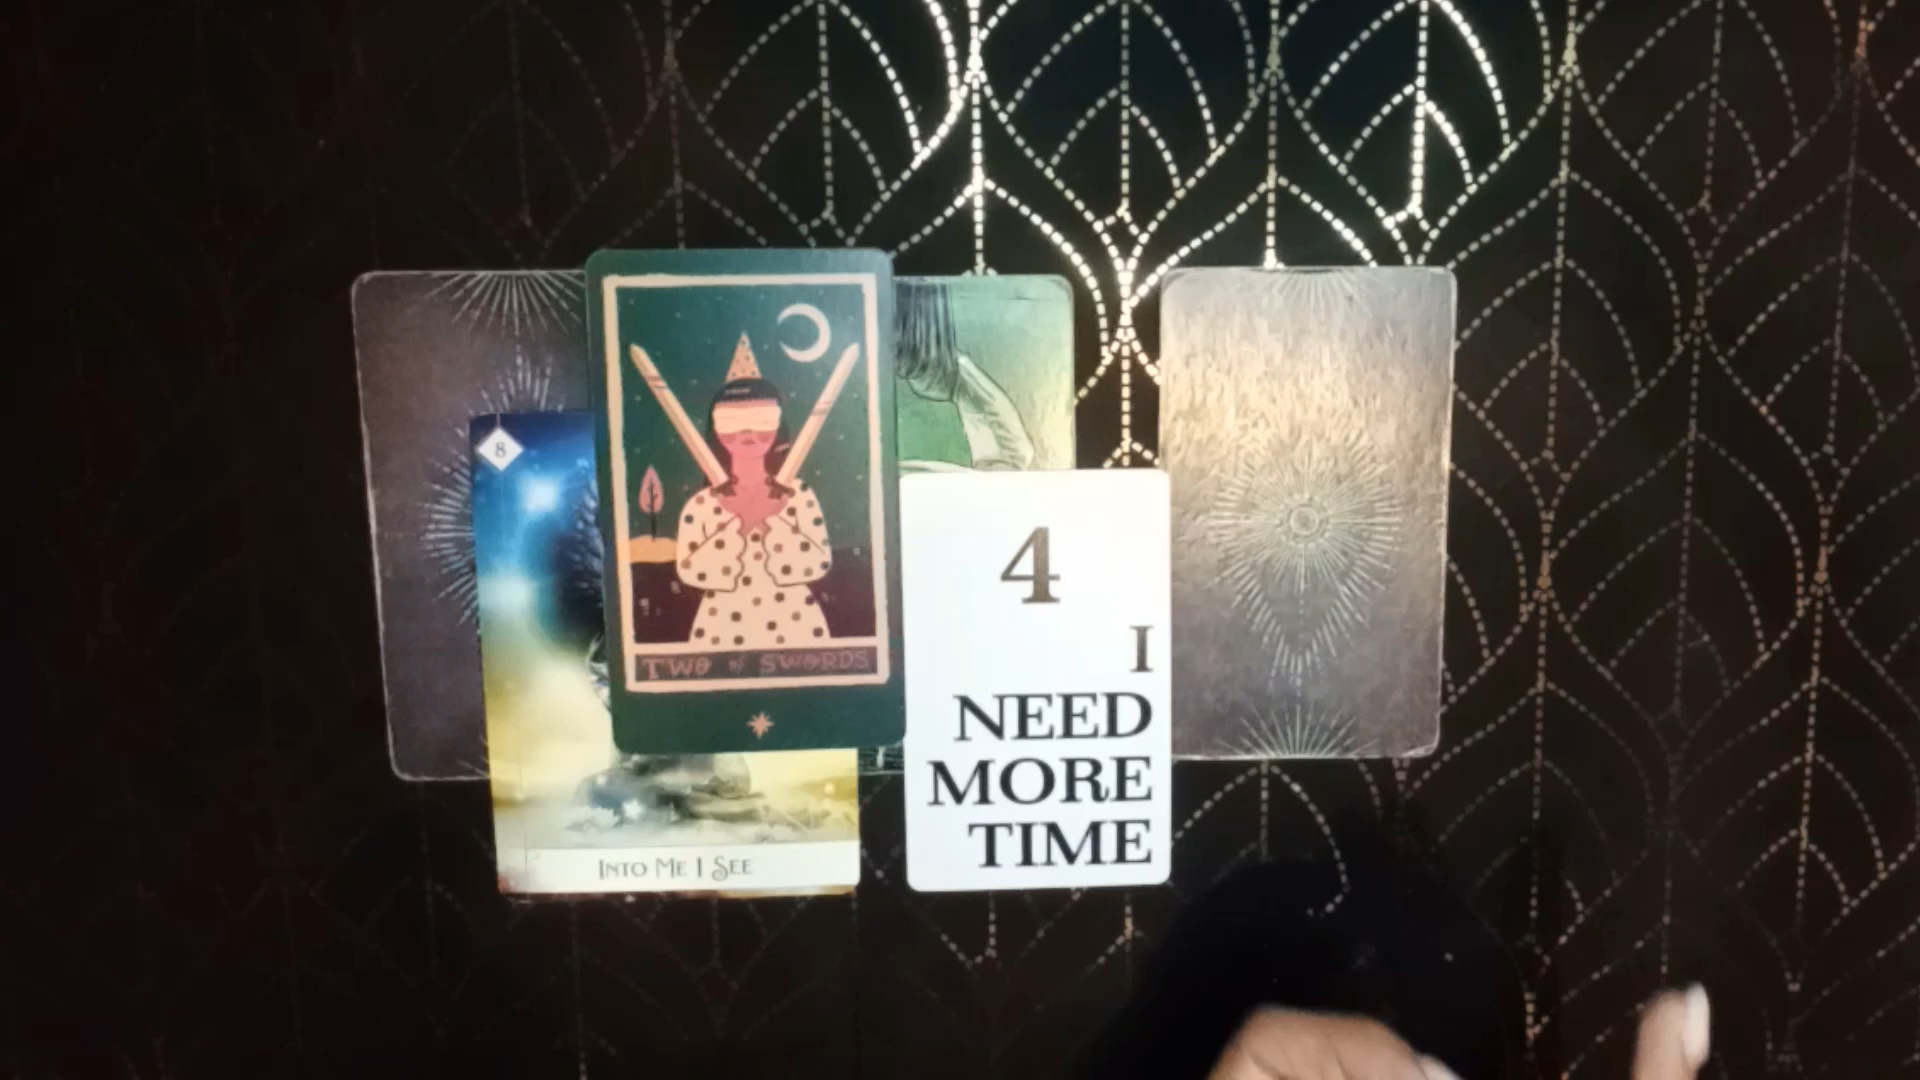 8
TWO of SWORDS
INTO ME I SEE
4
I
NEED
MORE
TIME